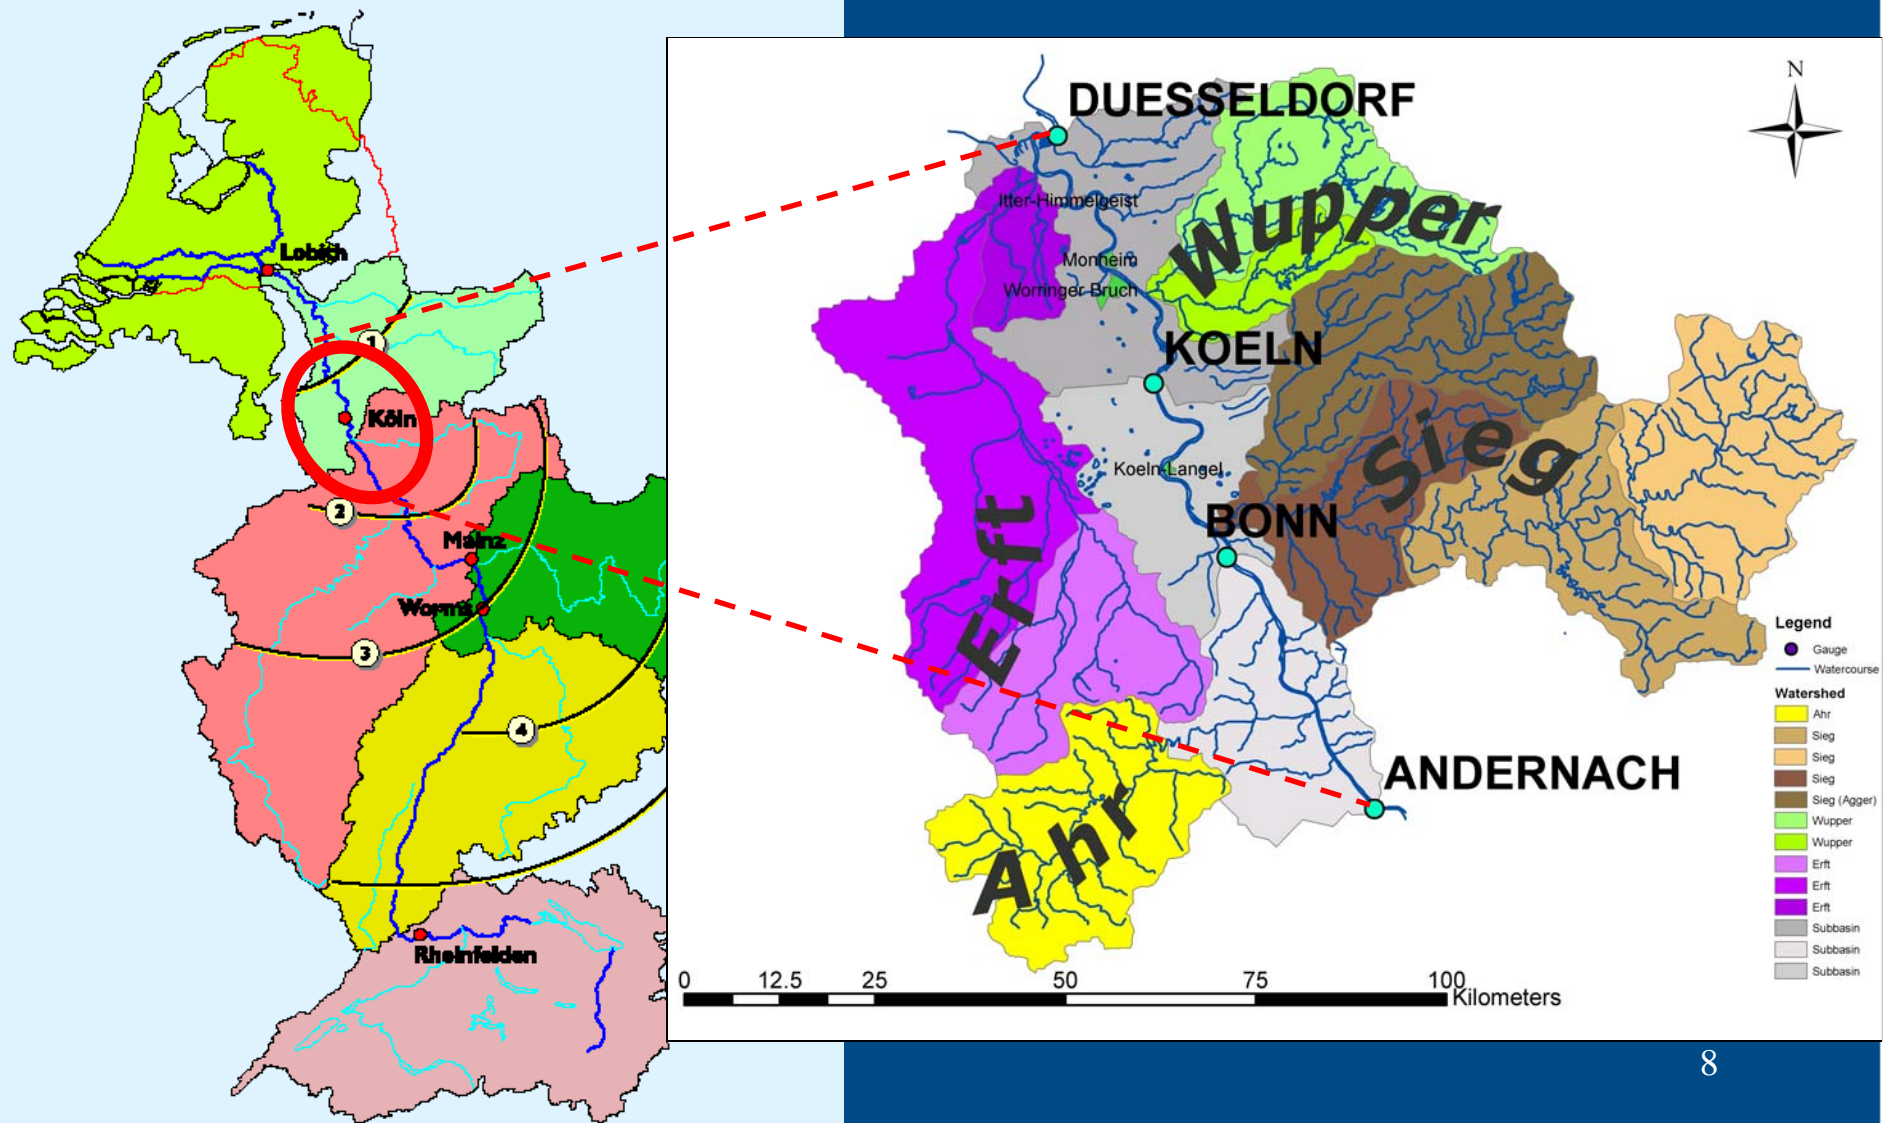 Lobith
1
Köln
2
Mainz
Worms
3
4
Rheinfelden
N
DUESSELDORF
Itter-Himmelgeist
Wupper
Monheim
Worringer Bruch
KOELN
Sieg
Koeln-Langel
BONN
Erft
ANDERNACH
Ahr
0 12.5 25 50 75 100
Kilometers
Legend
Gauge
Watercourse
Watershed
Ahr
Sieg
Sieg
Sieg
Sieg (Agger)
Wupper
Wupper
Erft
Erft
Erft
Subbasin
Subbasin
Subbasin
8